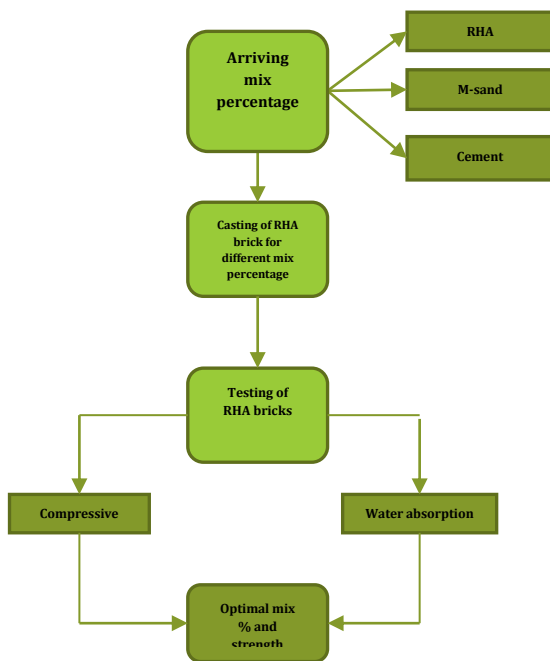 Arriving
mix
percentage
RHA
M-sand
Cement
Casting of RHA
brick for
different mix
percentage
Testing of
RHA bricks
Compressive
Water absorption
Optimal mix
% and
strength